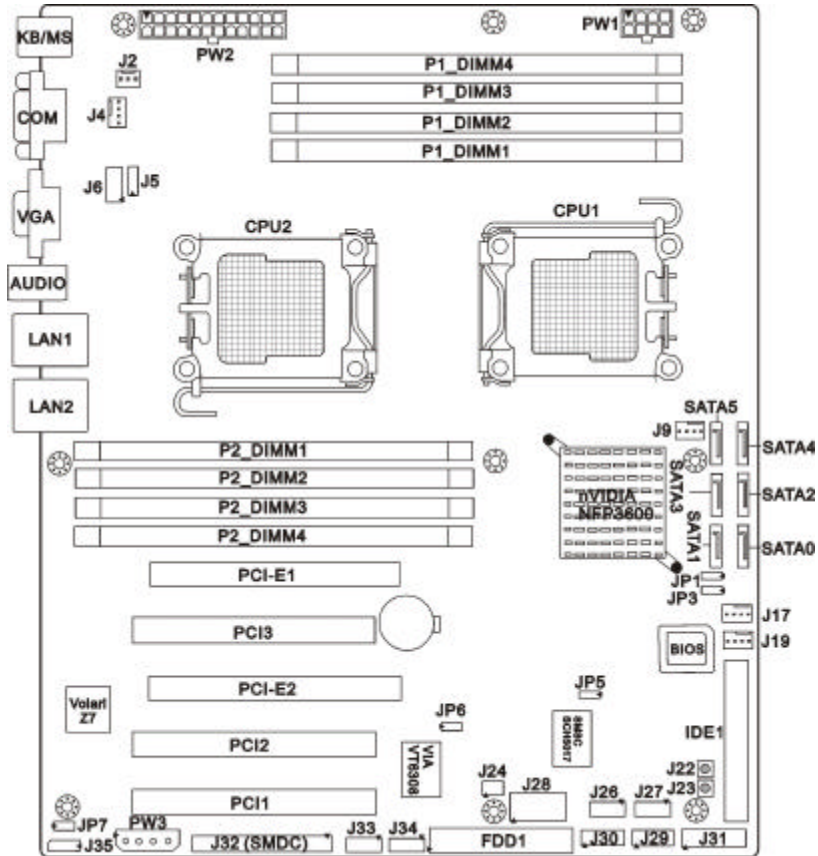 KB/MS
PW2
PW1
J2
P1_DIMM4
COM
J4
P1_DIMM3
P1_DIMM2
P1_DIMM1
J6
J5
VGA
CPU2
CPU1
AUDIO
LAN1
LAN2
SATA5
J9
SATA4
P2_DIMM1
P2_DIMM2
SATA3
SATA2
nVIDIA
NFP3600
P2_DIMM3
P2_DIMM4
SATA1
SATA0
PCI-E1
JP1
JP3
J17
PCI3
J19
BIOS
PCI-E2
JP5
Volari
Z7
JP6
SMSC
SCH5017
IDE1
PCI2
VIA
VT6308
J24
J22
J23
PCI1
J28
J26
J27
JP7
PW3
J35
J32 (SMDC)
J33
J34
FDD1
J30
J29
J31